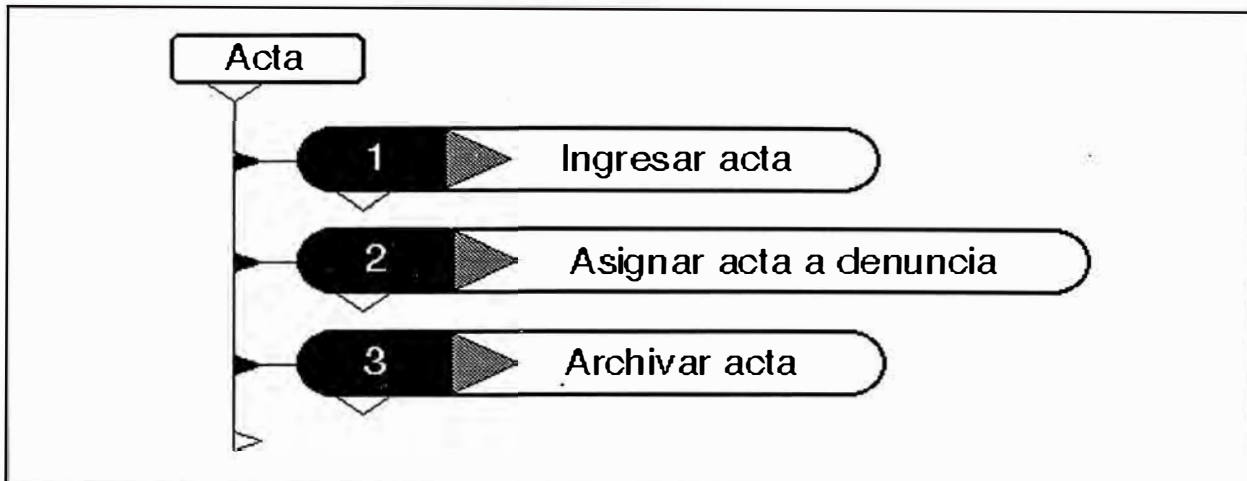 Acta
1 Ingresar acta
2 Asignar acta a denuncia
3 Archivar acta